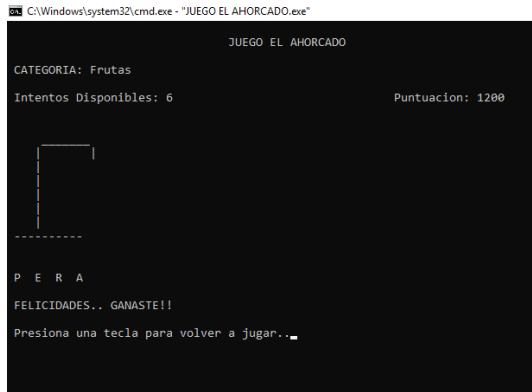 C:\Windows\system32\cmd.exe - "JUEGO EL AHORCADO.exe"
JUEGO EL AHORCADO
CATEGORIA: Frutas
Intentos Disponibles: 6 Puntuacion: 1200
P E R A
FELICIDADES.. GANASTE!!
Presiona una tecla para volver a jugar..